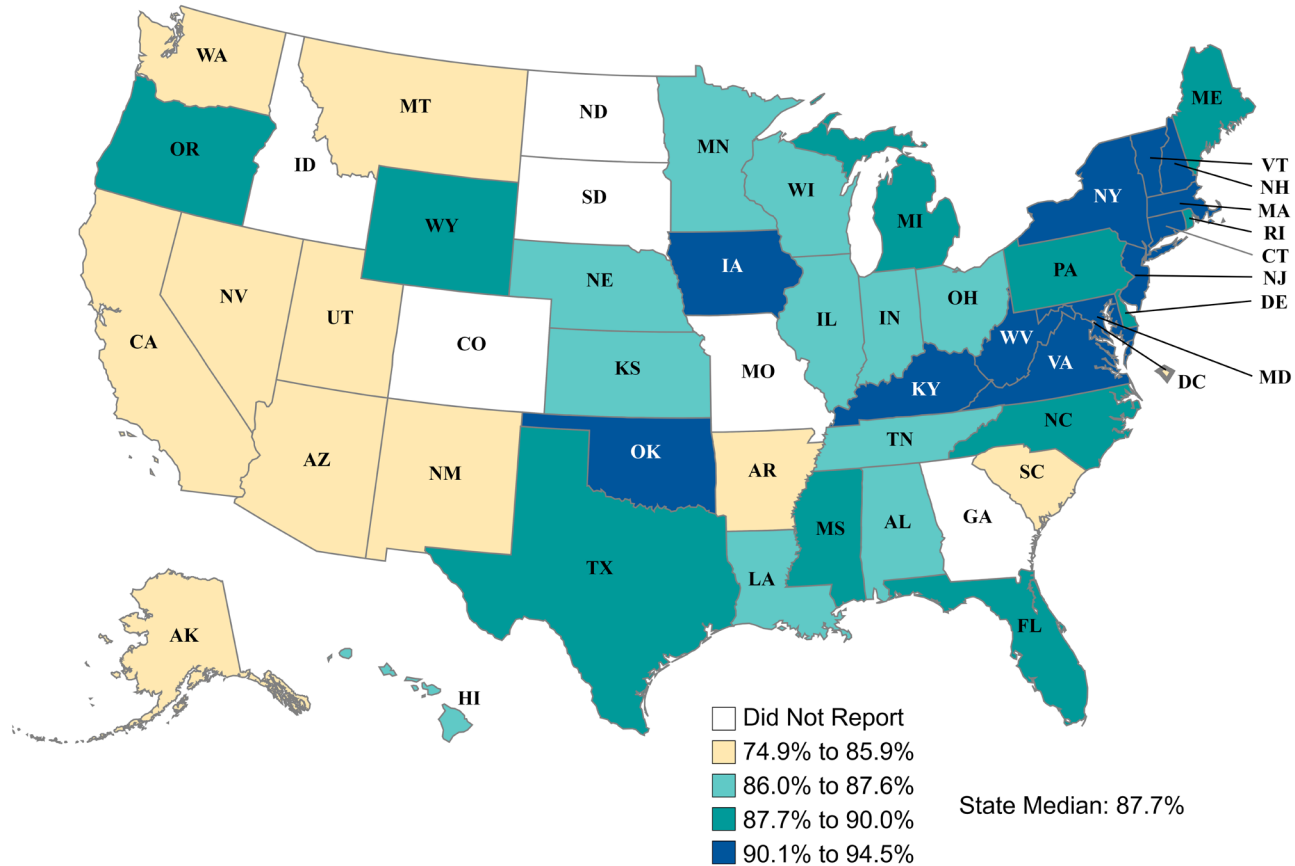 WA
MT
ND
MN
ME
OR
ID
SD
WI
MI
NY
VT
NH
MA
RI
CT
NJ
DE
MD
DC
WY
IA
NE
PA
NV
UT
CO
IL
IN
OH
WV
VA
CA
KS
MO
KY
NC
TN
AZ
NM
OK
AR
SC
MS
AL
GA
TX
LA
FL
AK
HI
Did Not Report
74.9% to 85.9%
86.0% to 87.6%
87.7% to 90.0%
90.1% to 94.5%
State Median: 87.7%